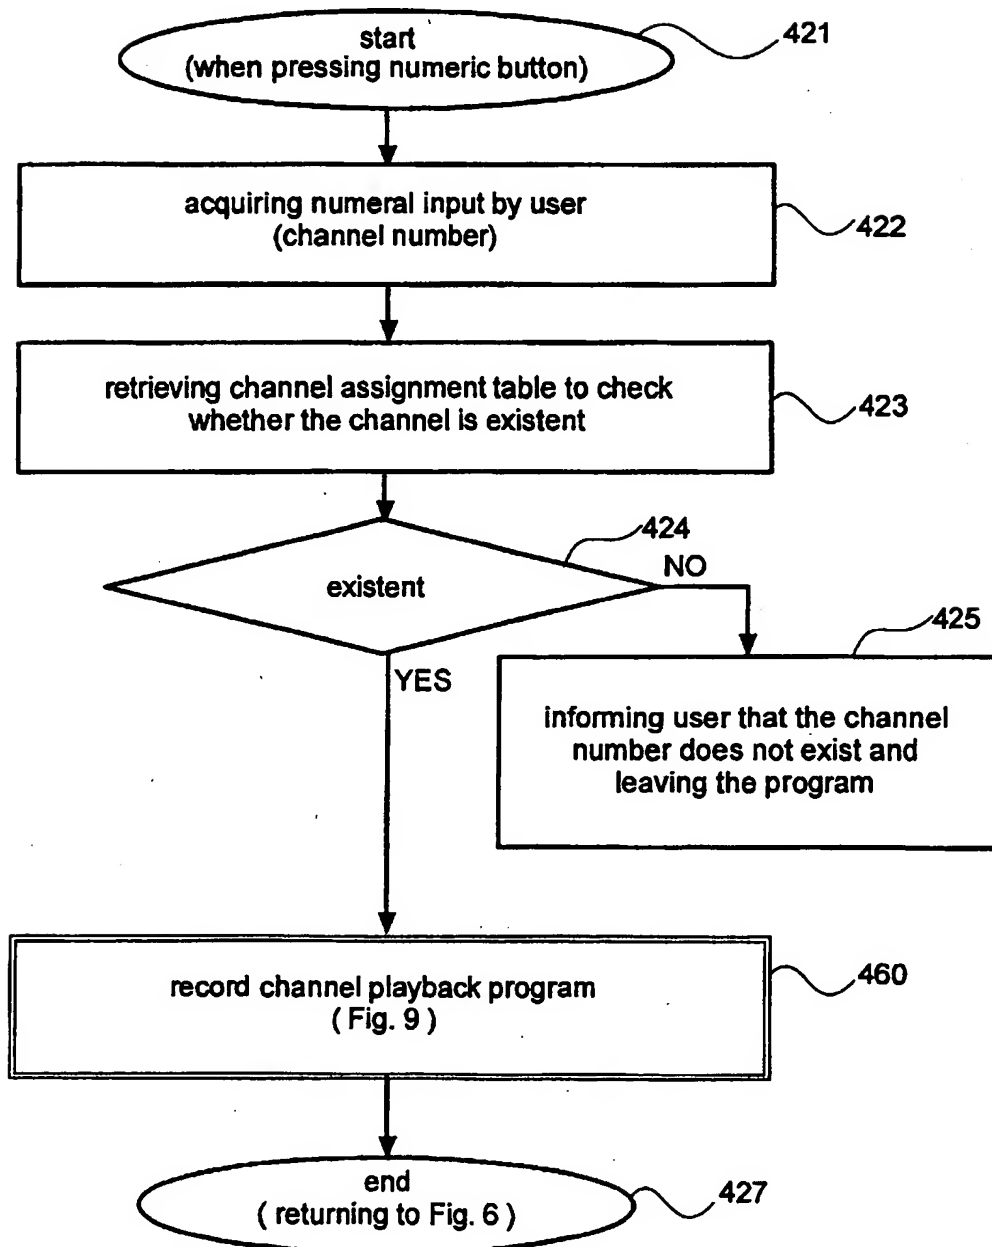 start
(when pressing numeric button)
421
acquiring numeral input by user
(channel number)
422
retrieving channel assignment table to check
whether the channel is existent
423
424
existent
NO
YES
425
informing user that the channel
number does not exist and
leaving the program
record channel playback program
( Fig. 9 )
460
end
( returning to Fig. 6 )
427